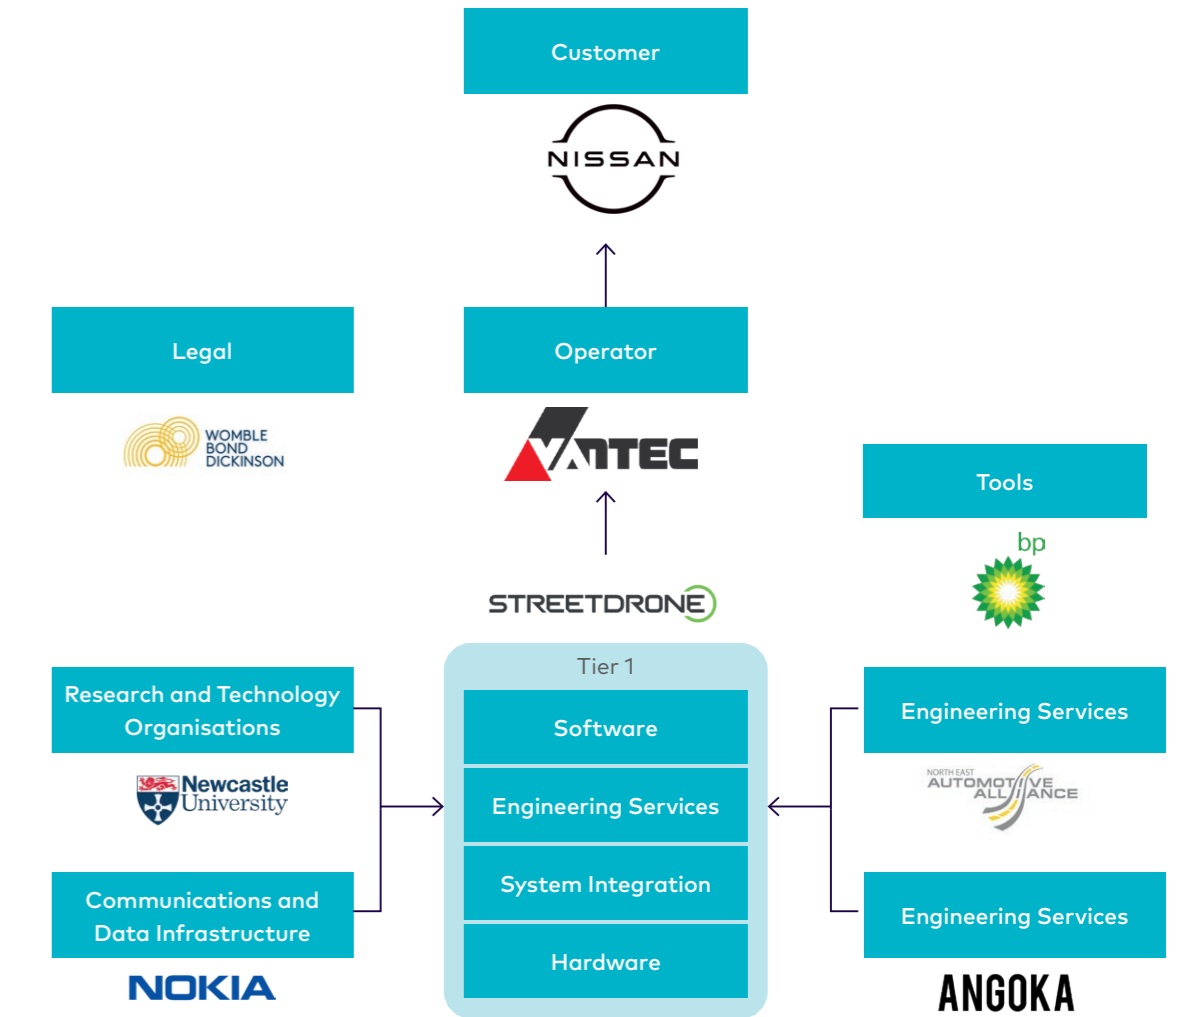 Customer
NISSAN
Legal
Operator
WOMBLE
BOND
DICKINSON
VANTEC
Tools
bp
STREETDRONE
Tier 1
Research and Technology
Organisations
Software
Engineering Services
Newcastle
University
Engineering Services
NORTH EAST
AUTOMOTIVE
ALLIANCE
Communications and
Data Infrastructure
System Integration
Engineering Services
Hardware
NOKIA
ANGOKA